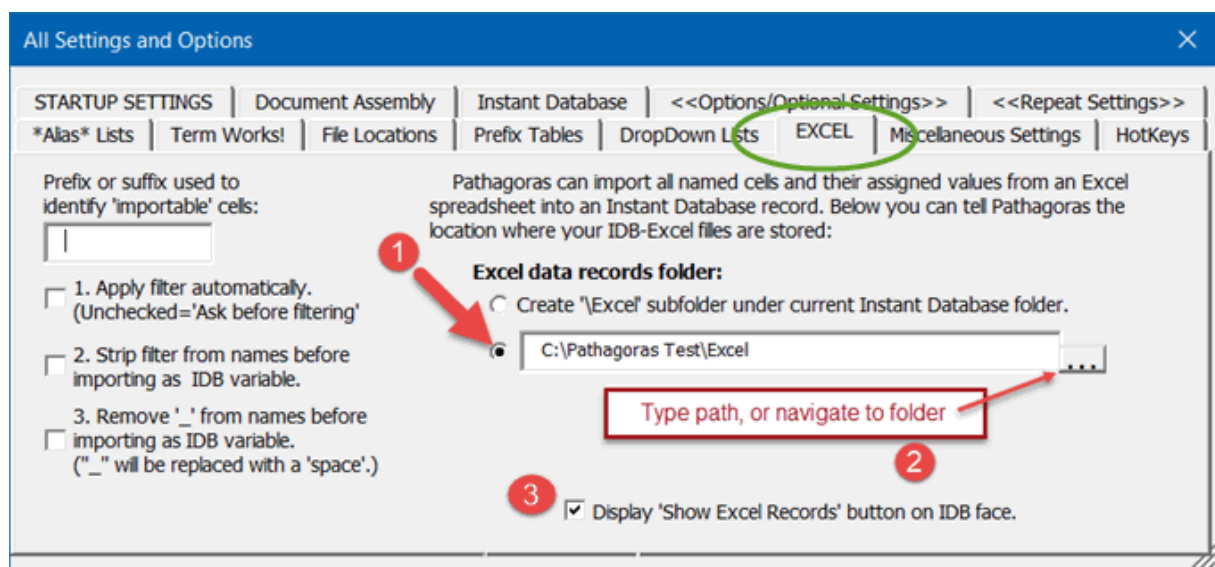 All Settings and Options
STARTUP SETTINGS
Document Assembly
Instant Database
<<Options/Optional Settings>>
<<Repeat Settings>>
*Alias* Lists
Term Works!
File Locations
Prefix Tables
DropDown Lists
EXCEL
Miscellaneous Settings
HotKeys
Prefix or suffix used to
identify 'importable' cells:
1. Apply filter automatically.
(Unchecked='Ask before filtering'
2. Strip filter from names before
importing as IDB variable.
3. Remove '_' from names before
importing as IDB variable.
("_" will be replaced with a 'space'.)
Pathagoras can import all named cells and their assigned values from an Excel
spreadsheet into an Instant Database record. Below you can tell Pathagoras the
location where your IDB-Excel files are stored:
1
Excel data records folder:
Create '\Excel' subfolder under current Instant Database folder.
C:\Pathagoras Test\Excel
...
Type path, or navigate to folder
2
3
Display 'Show Excel Records' button on IDB face.